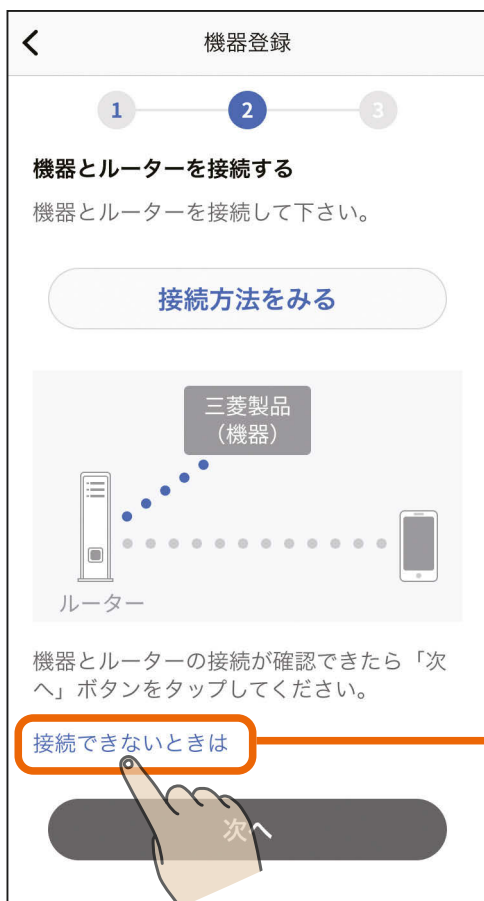 機器登録
1
2
3
機器とルーターを接続する
機器とルーターを接続して下さい。
接続方法をみる
三菱製品
（機器）
ルーター
機器とルーターの接続が確認できたら「次
へ」ボタンをタップしてください。
接続できないときは
次へ